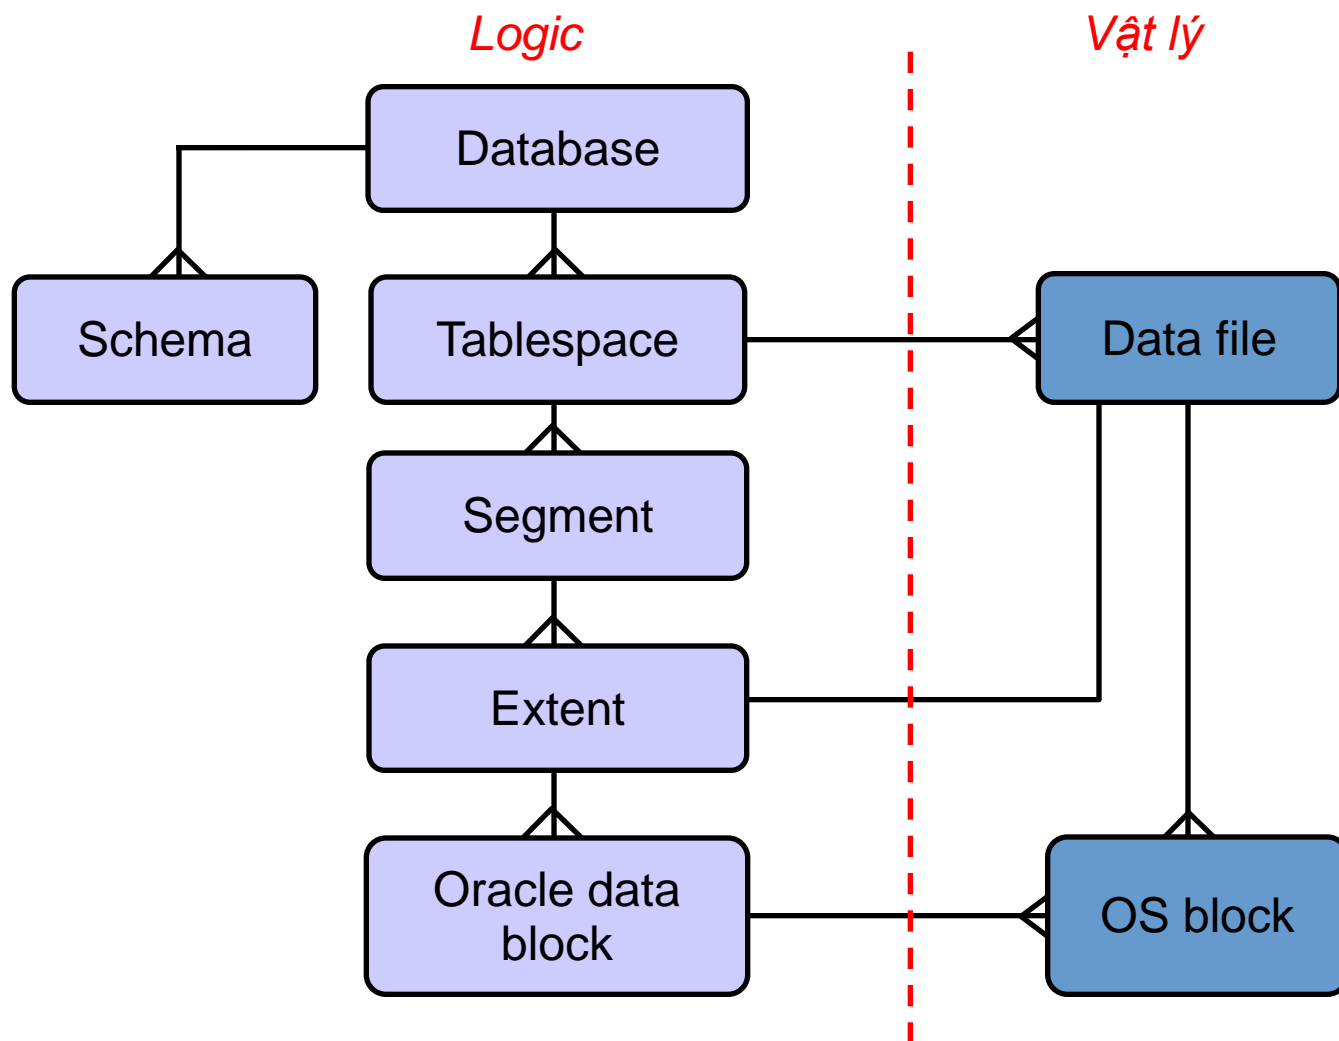 Logic
Vật lý
Database
Schema
Tablespace
Data file
Segment
Extent
Oracle data
block
OS block